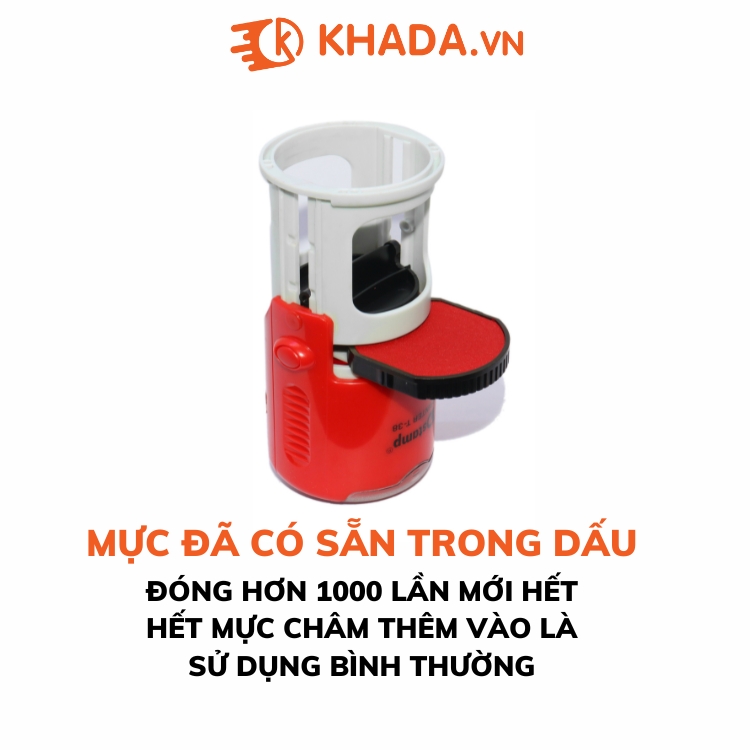 KHADA.VN
T-38
MỰC ĐÃ CÓ SẴN TRONG DẤU
ĐÓNG HƠN 1000 LẦN MỚI HẾT
HẾT MỰC CHÂM THÊM VÀO LÀ
SỬ DỤNG BÌNH THƯỜNG